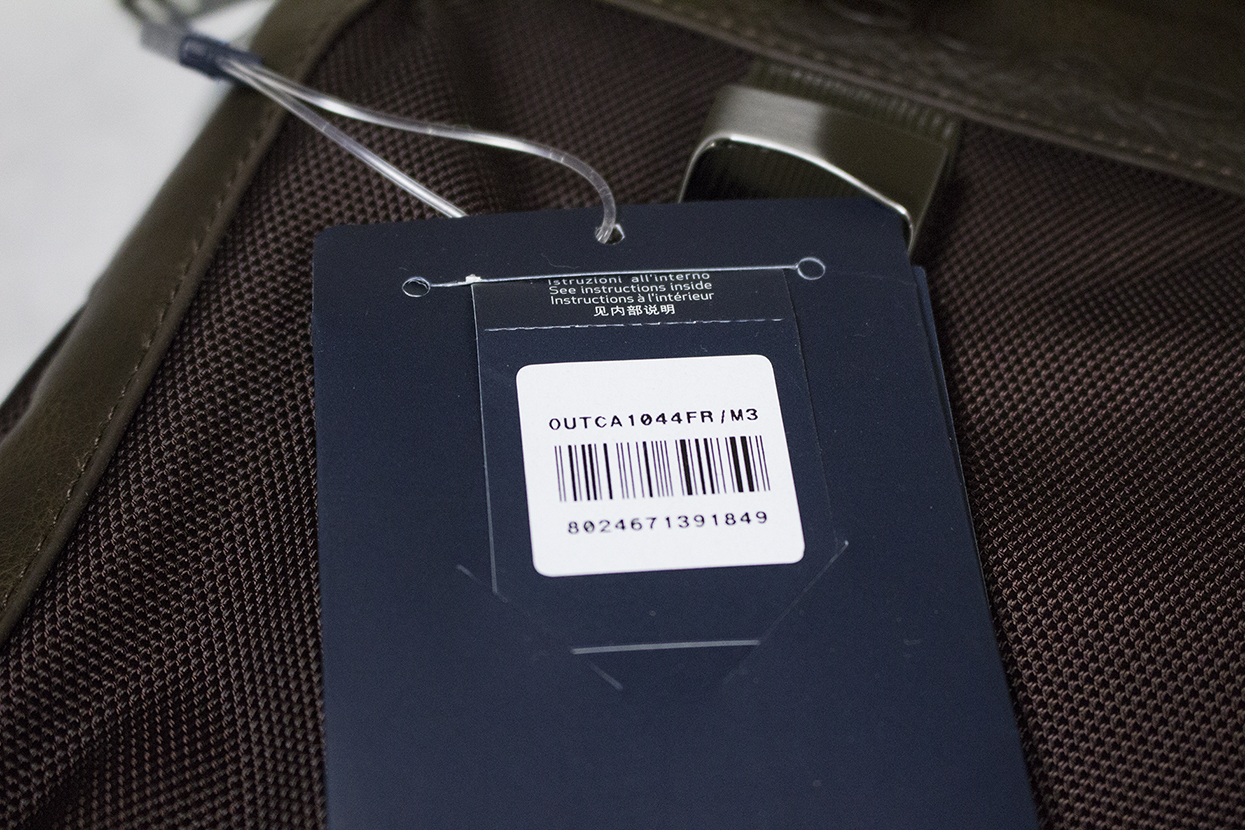 Istruzioni all'interno
See instructions inside
Instructions à l'intérieur
见内部说明
OUTCA1044FR/M3
8024671391849